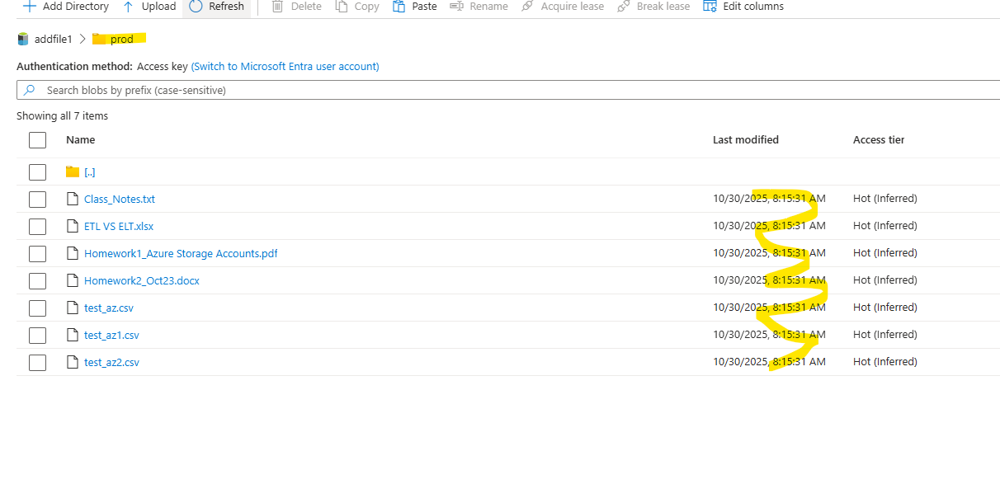 Add Directory Upload Refresh Delete Copy Paste Rename Acquire lease Break lease Edit columns
addfile1 > prod
Authentication method: Access key (Switch to Microsoft Entra user account)
Search blobs by prefix (case-sensitive)
Showing all 7 items
Name Last modified Access tier
[..]
Class_Notes.txt 10/30/2025, 8:15:31 AM Hot (Inferred)
ETL VS ELT.xlsx 10/30/2025, 8:15:31 AM Hot (Inferred)
Homework1_Azure Storage Accounts.pdf 10/30/2025, 8:15:31 AM Hot (Inferred)
Homework2_Oct23.docx 10/30/2025, 8:15:31 AM Hot (Inferred)
test_az.csv 10/30/2025, 8:15:31 AM Hot (Inferred)
test_az1.csv 10/30/2025, 8:15:31 AM Hot (Inferred)
test_az2.csv 10/30/2025, 8:15:31 AM Hot (Inferred)